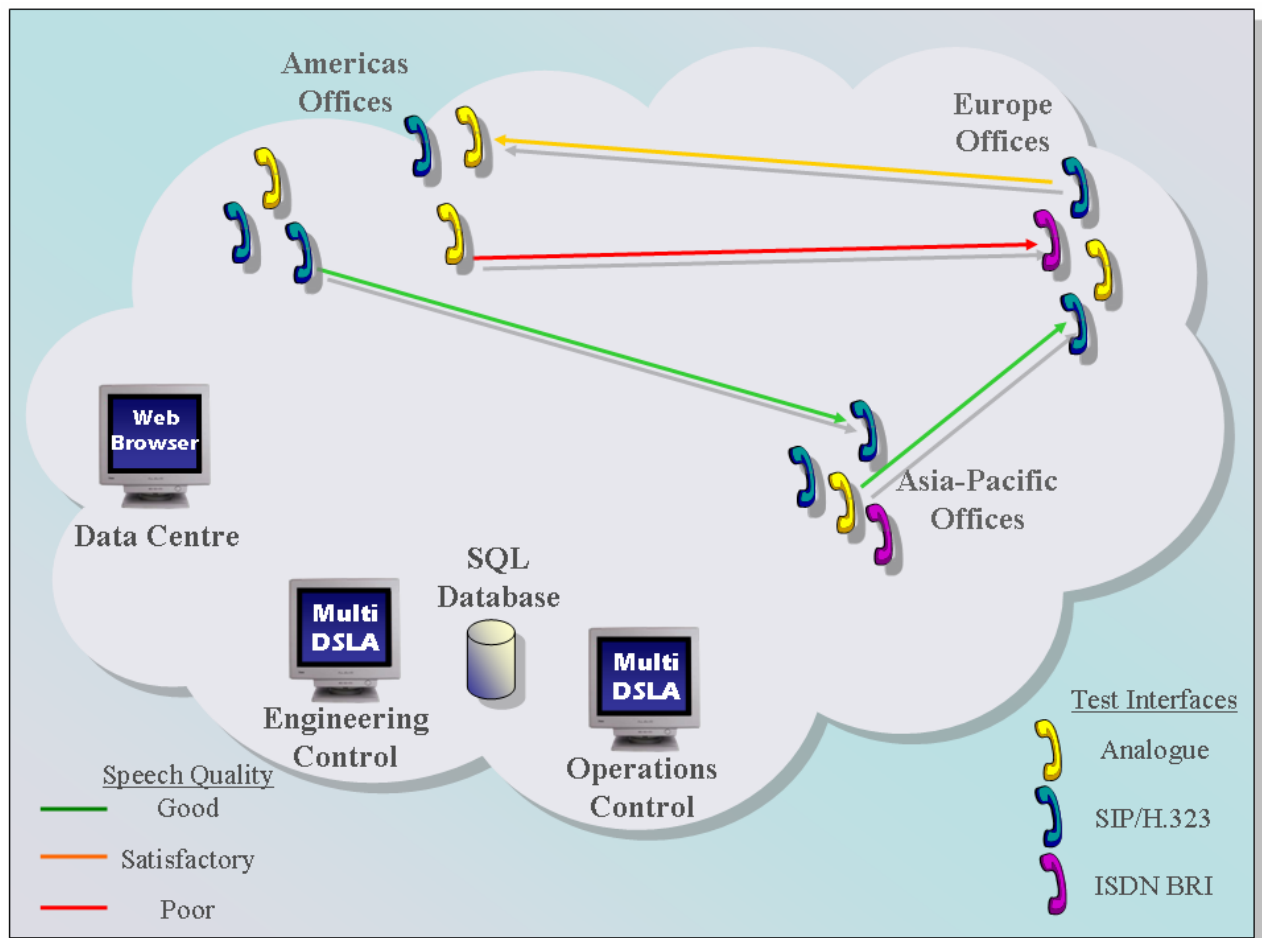 Americas
Offices
Europe
Offices
Web
Browser
Data Centre
Asia-Pacific
Offices
SQL
Database
Multi
DSLA
Engineering
Control
Multi
DSLA
Operations
Control
Speech Quality
Good
Satisfactory
Poor
Test Interfaces
Analogue
SIP/H.323
ISDN BRI